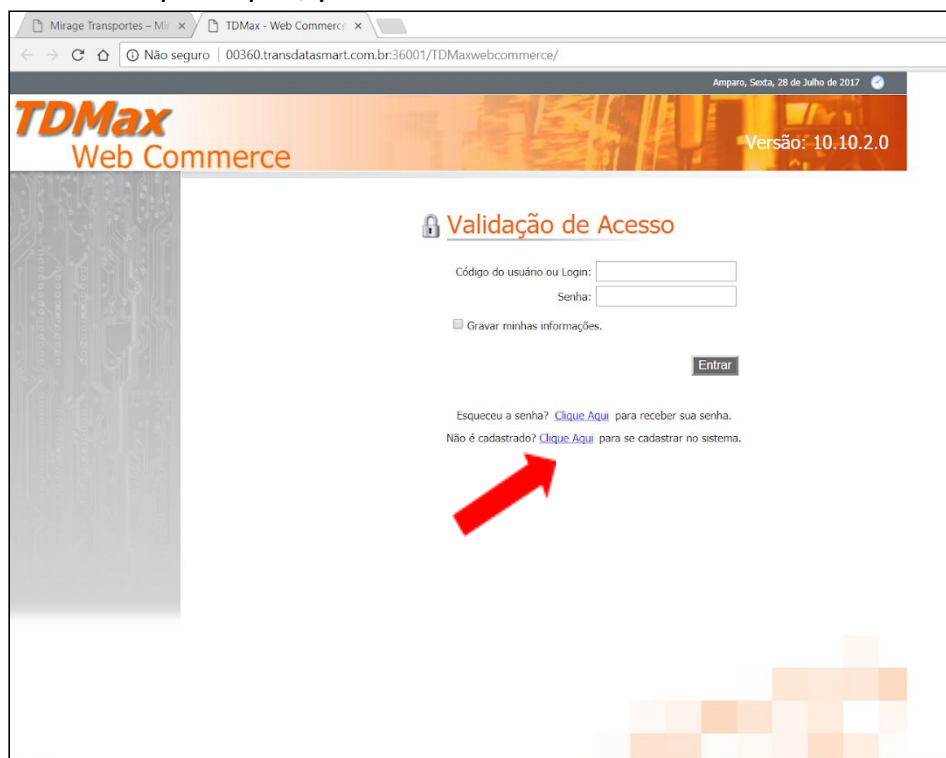 Mirage Transportes – Mi
TDMax - Web Commerc
Não seguro | 00360.transdatasmart.com.br:36001/TDMaxwebcommerce/
Amparo, Sexta, 28 de Julho de 2017
TDMax
Web Commerce
Versão: 10.10.2.0
Validação de Acesso
Código do usuário ou Login:
Senha:
Gravar minhas informações.
Entrar
Esqueceu a senha? Clique Aqui para receber sua senha.
Não é cadastrado? Clique Aqui para se cadastrar no sistema.